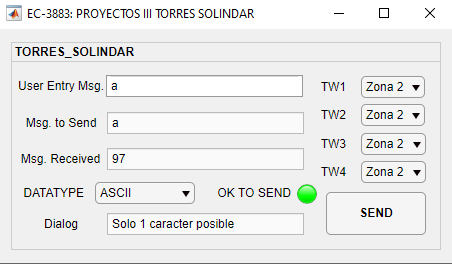 EC-3883: PROYECTOS III TORRES SOLINDAR
TORRES_SOLINDAR
User Entry Msg. a
TW1 Zona 2
Msg. to Send a
TW2 Zona 2
Msg. Received 97
TW3 Zona 2
TW4 Zona 2
DATATYPE ASCII OK TO SEND
SEND
Dialog Solo 1 caracter posible